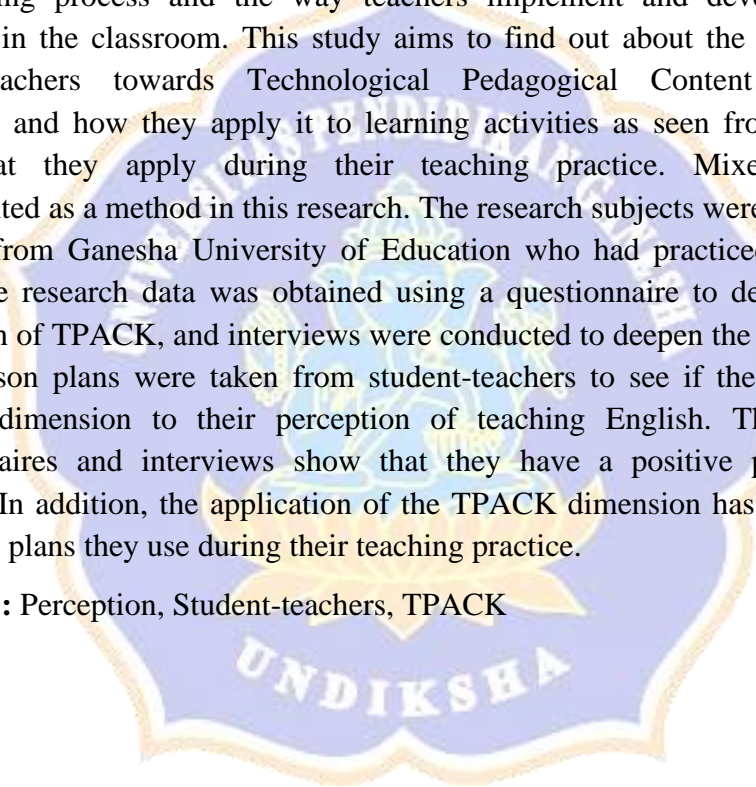 ing process and the way teachers implement and devel
in the classroom. This study aims to find out about the
achers towards Technological Pedagogical Content
and how they apply it to learning activities as seen fro
at they apply during their teaching practice. Mixe
ted as a method in this research. The research subjects were
from Ganesha University of Education who had practice
e research data was obtained using a questionnaire to de
n of TPACK, and interviews were conducted to deepen the
son plans were taken from student-teachers to see if the
dimension to their perception of teaching English. Th
aires and interviews show that they have a positive p
In addition, the application of the TPACK dimension has
plans they use during their teaching practice.
: Perception, Student-teachers, TPACK
UNIVERSITAS PENDIDIKAN GANESHA
UNDIKSHA